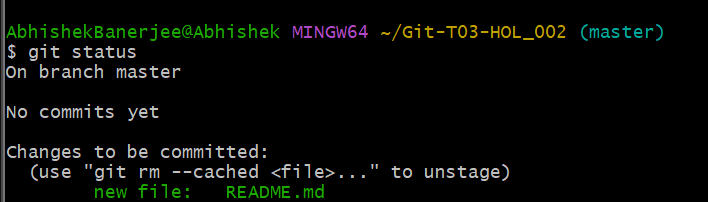 AbhishekBanerjee@Abhishek MINGW64 ~/Git-T03-HOL_002 (master)
$ git status
On branch master
No commits yet
Changes to be committed:
(use "git rm --cached <file>..." to unstage)
new file: README.md